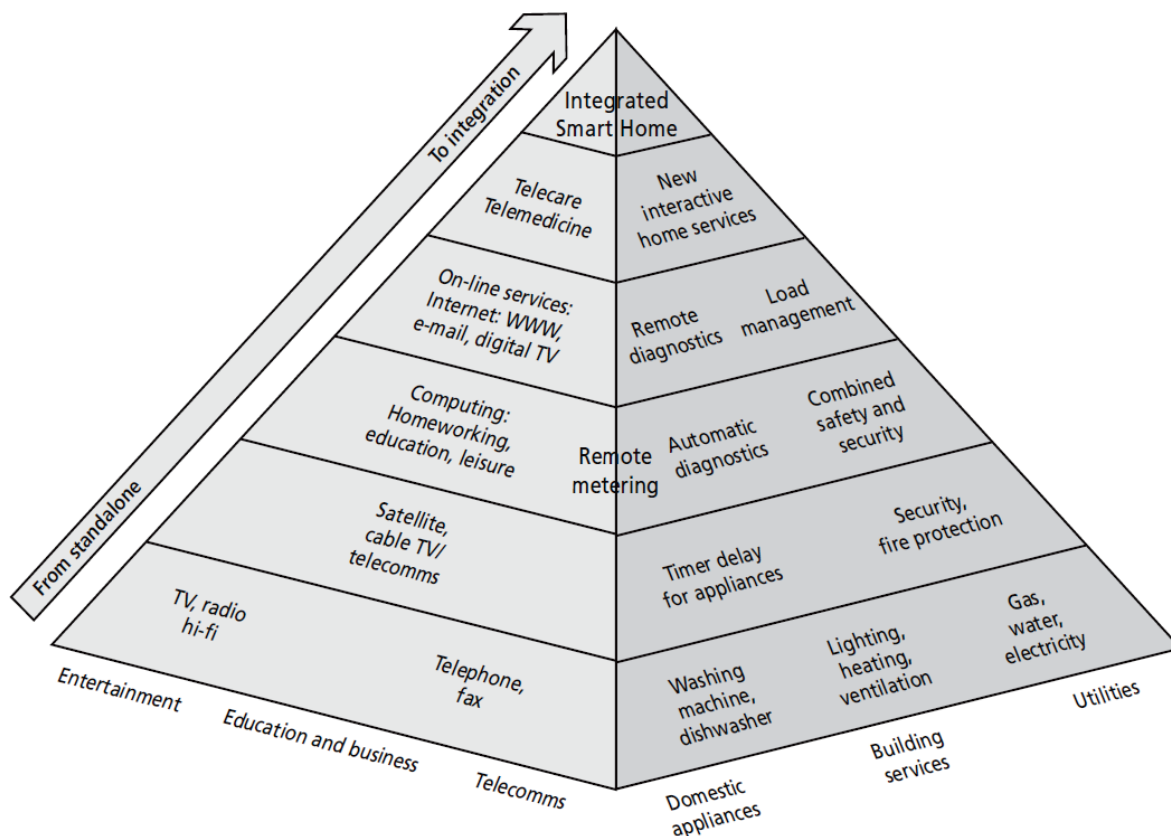 To integration
From standalone
Integrated
Smart Home
Telecare
Telemedicine
New
interactive
home services
On-line services:
Internet: WWW,
e-mail, digital TV
Remote
diagnostics
Load
management
Computing:
Homeworking,
education, leisure
Remote
metering
Automatic
diagnostics
Combined
safety and
security
Satellite,
cable TV/
telecomms
Timer delay
for appliances
Security,
fire protection
TV, radio
hi-fi
Telephone,
fax
Washing
machine,
dishwasher
Lighting,
heating,
ventilation
Gas,
water,
electricity
Entertainment
Education and business
Telecomms
Domestic
appliances
Building
services
Utilities